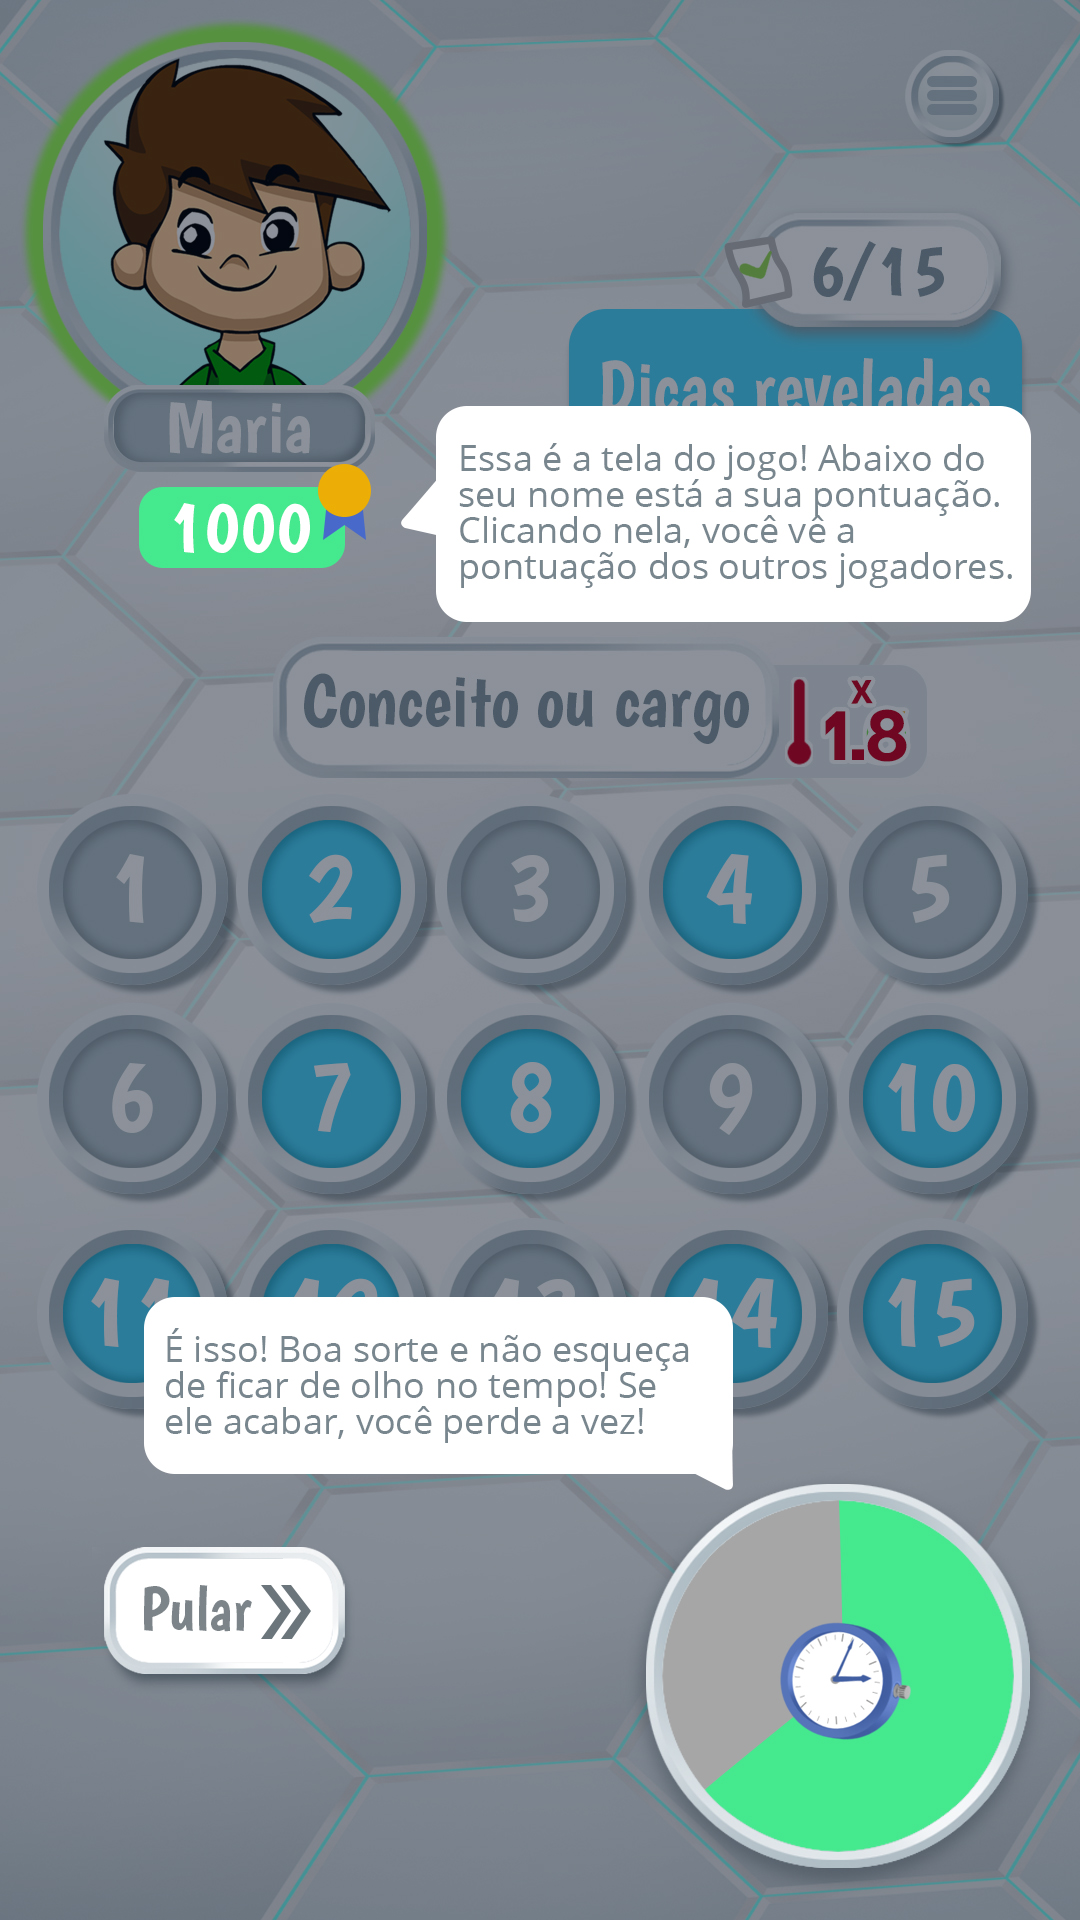 6/15
Dicas reveladas
Maria
1000
Essa é a tela do jogo! Abaixo do
seu nome está a sua pontuação.
Clicando nela, você vê a
pontuação dos outros jogadores.
Conceito ou cargo
x
1.8
1 2 3 4 5
6 7 8 9 10
11 12 13 14 15
É isso! Boa sorte e não esqueça
de ficar de olho no tempo! Se
ele acabar, você perde a vez!
Pular